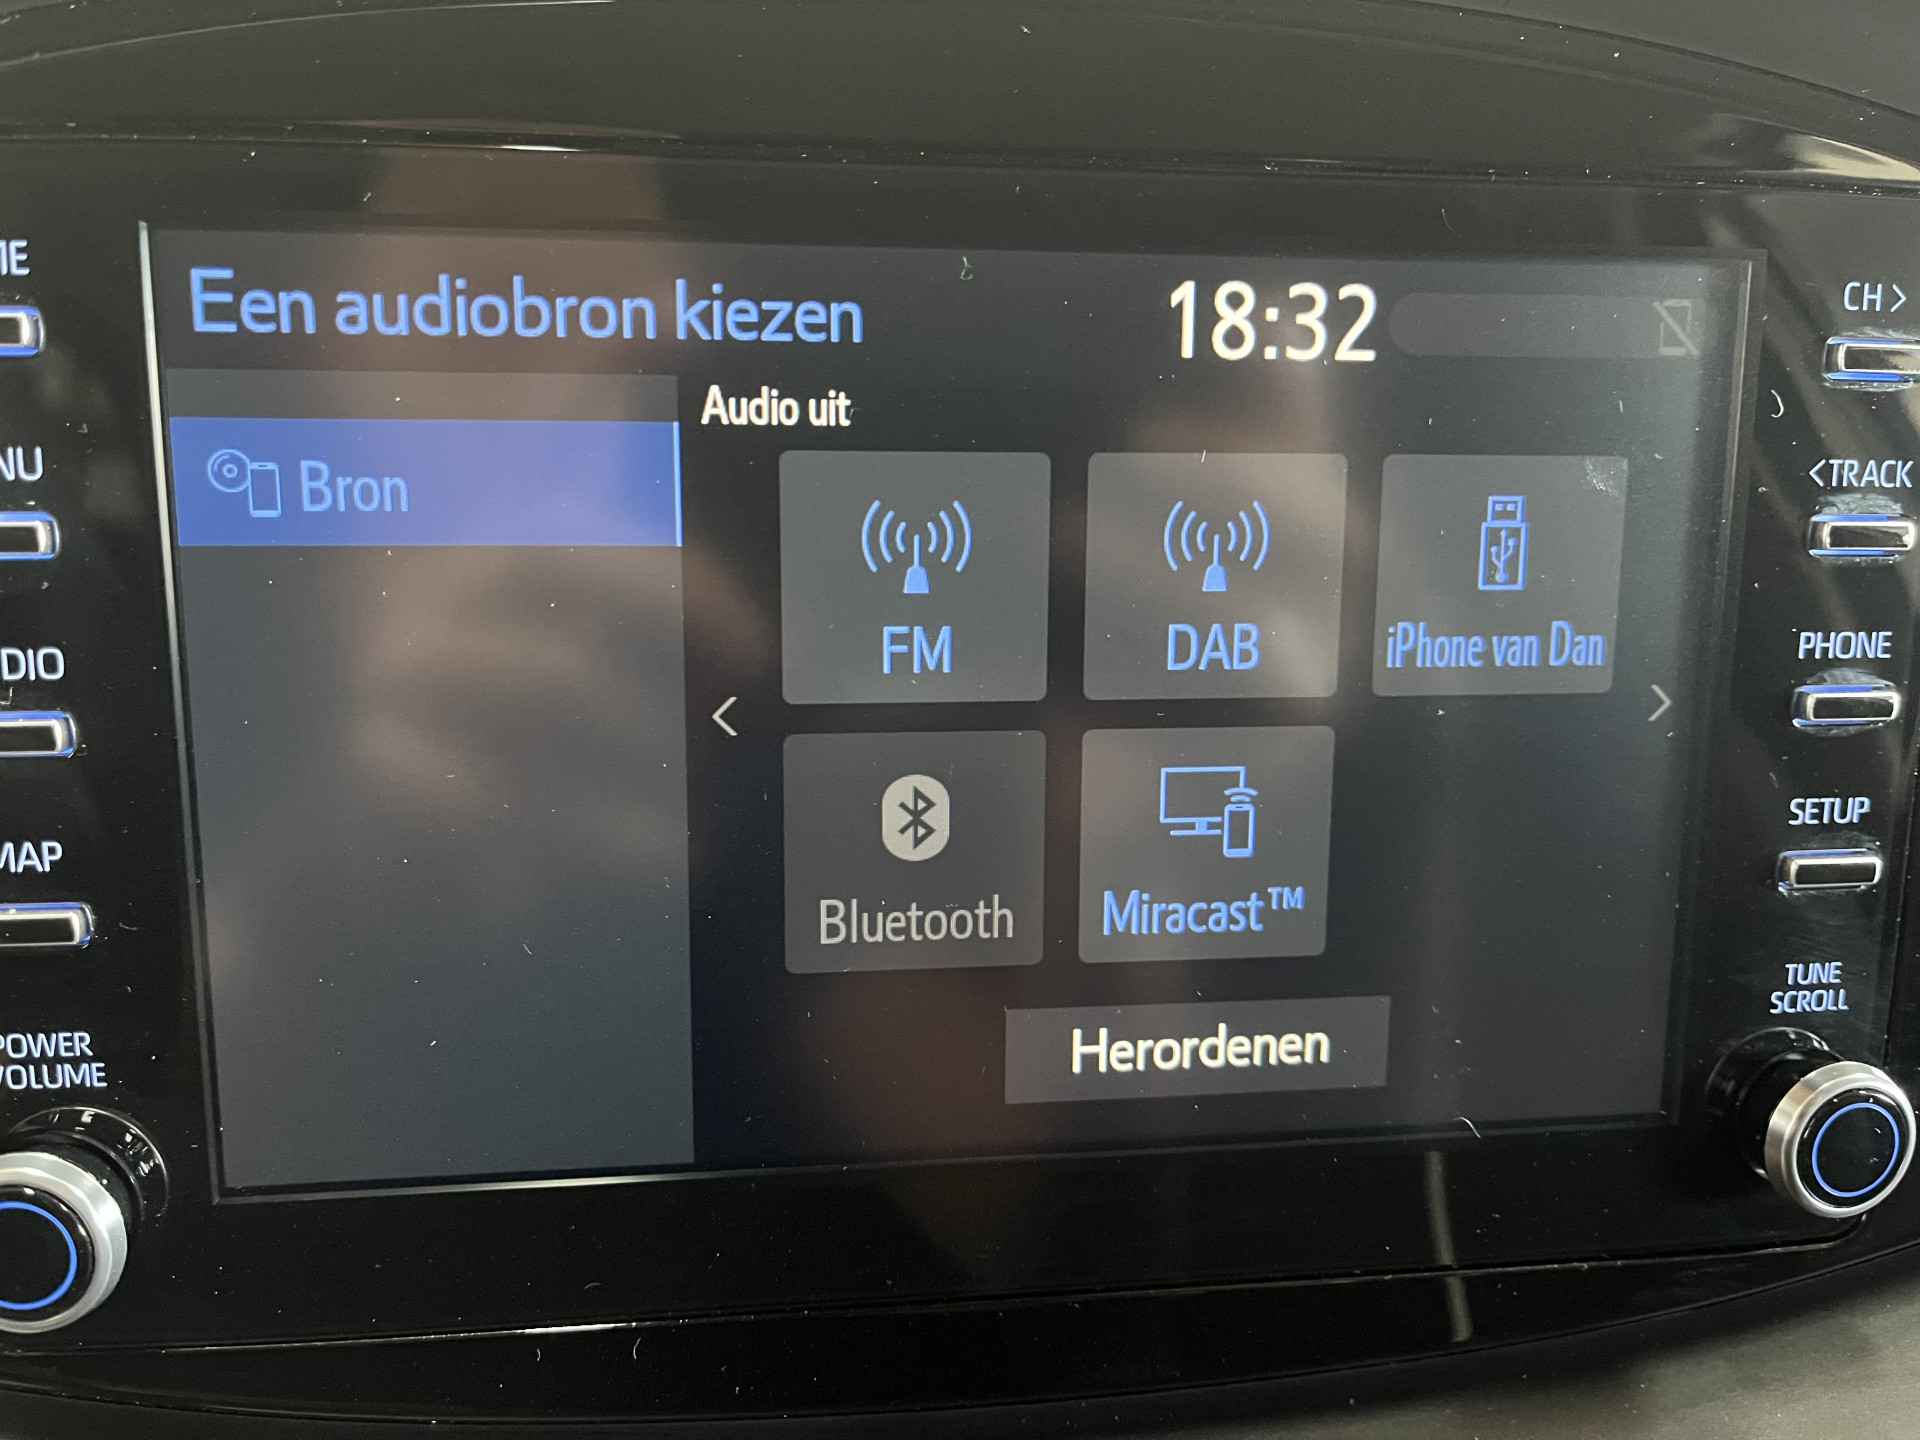 Een audiobron kiezen
18:32
Audio uit
Bron
FM
DAB
iPhone van Dan
Bluetooth
Miracast™
Herordenen
MAP
POWER
VOLUME
CH >
< TRACK
PHONE
SETUP
TUNE
SCROLL